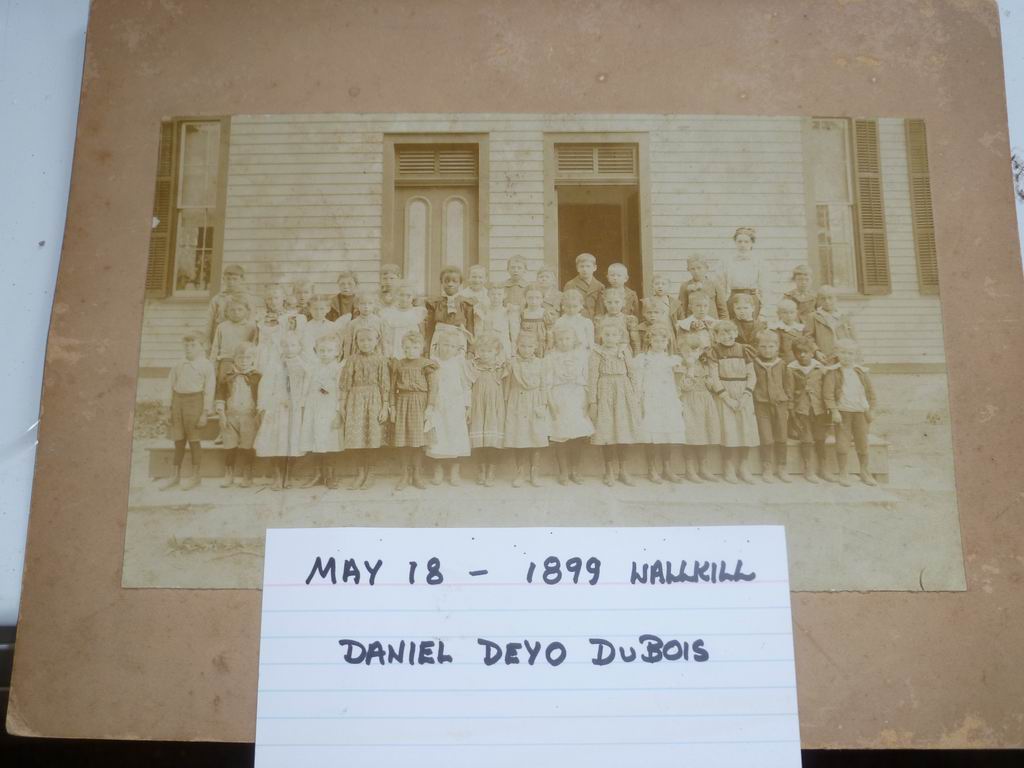 MAY 18 - 1899 WALLKILL
DANIEL DEYO DUBOIS